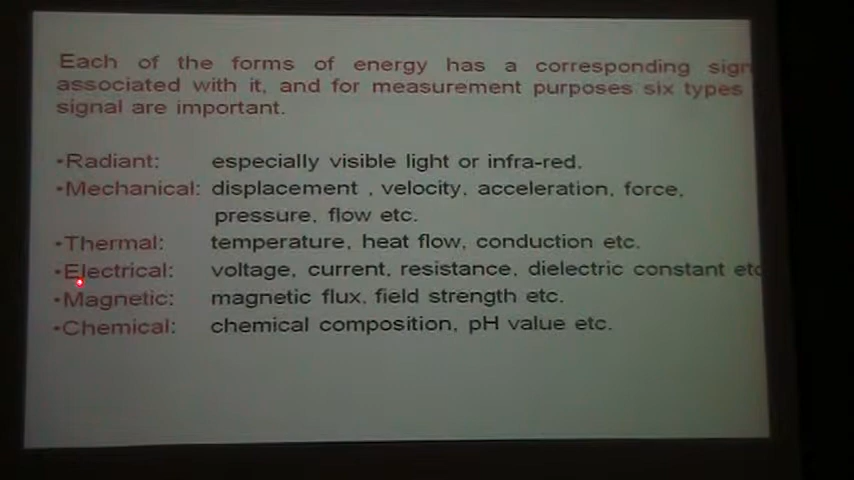 Each of the forms of energy has a corresponding sign
associated with it, and for measurement purposes six types
signal are important.
•Radiant: especially visible light or infra-red.
•Mechanical: displacement , velocity, acceleration, force,
pressure, flow etc.
•Thermal: temperature, heat flow, conduction etc.
•Electrical: voltage, current, resistance, dielectric constant etc
•Magnetic: magnetic flux, field strength etc.
•Chemical: chemical composition, pH value etc.